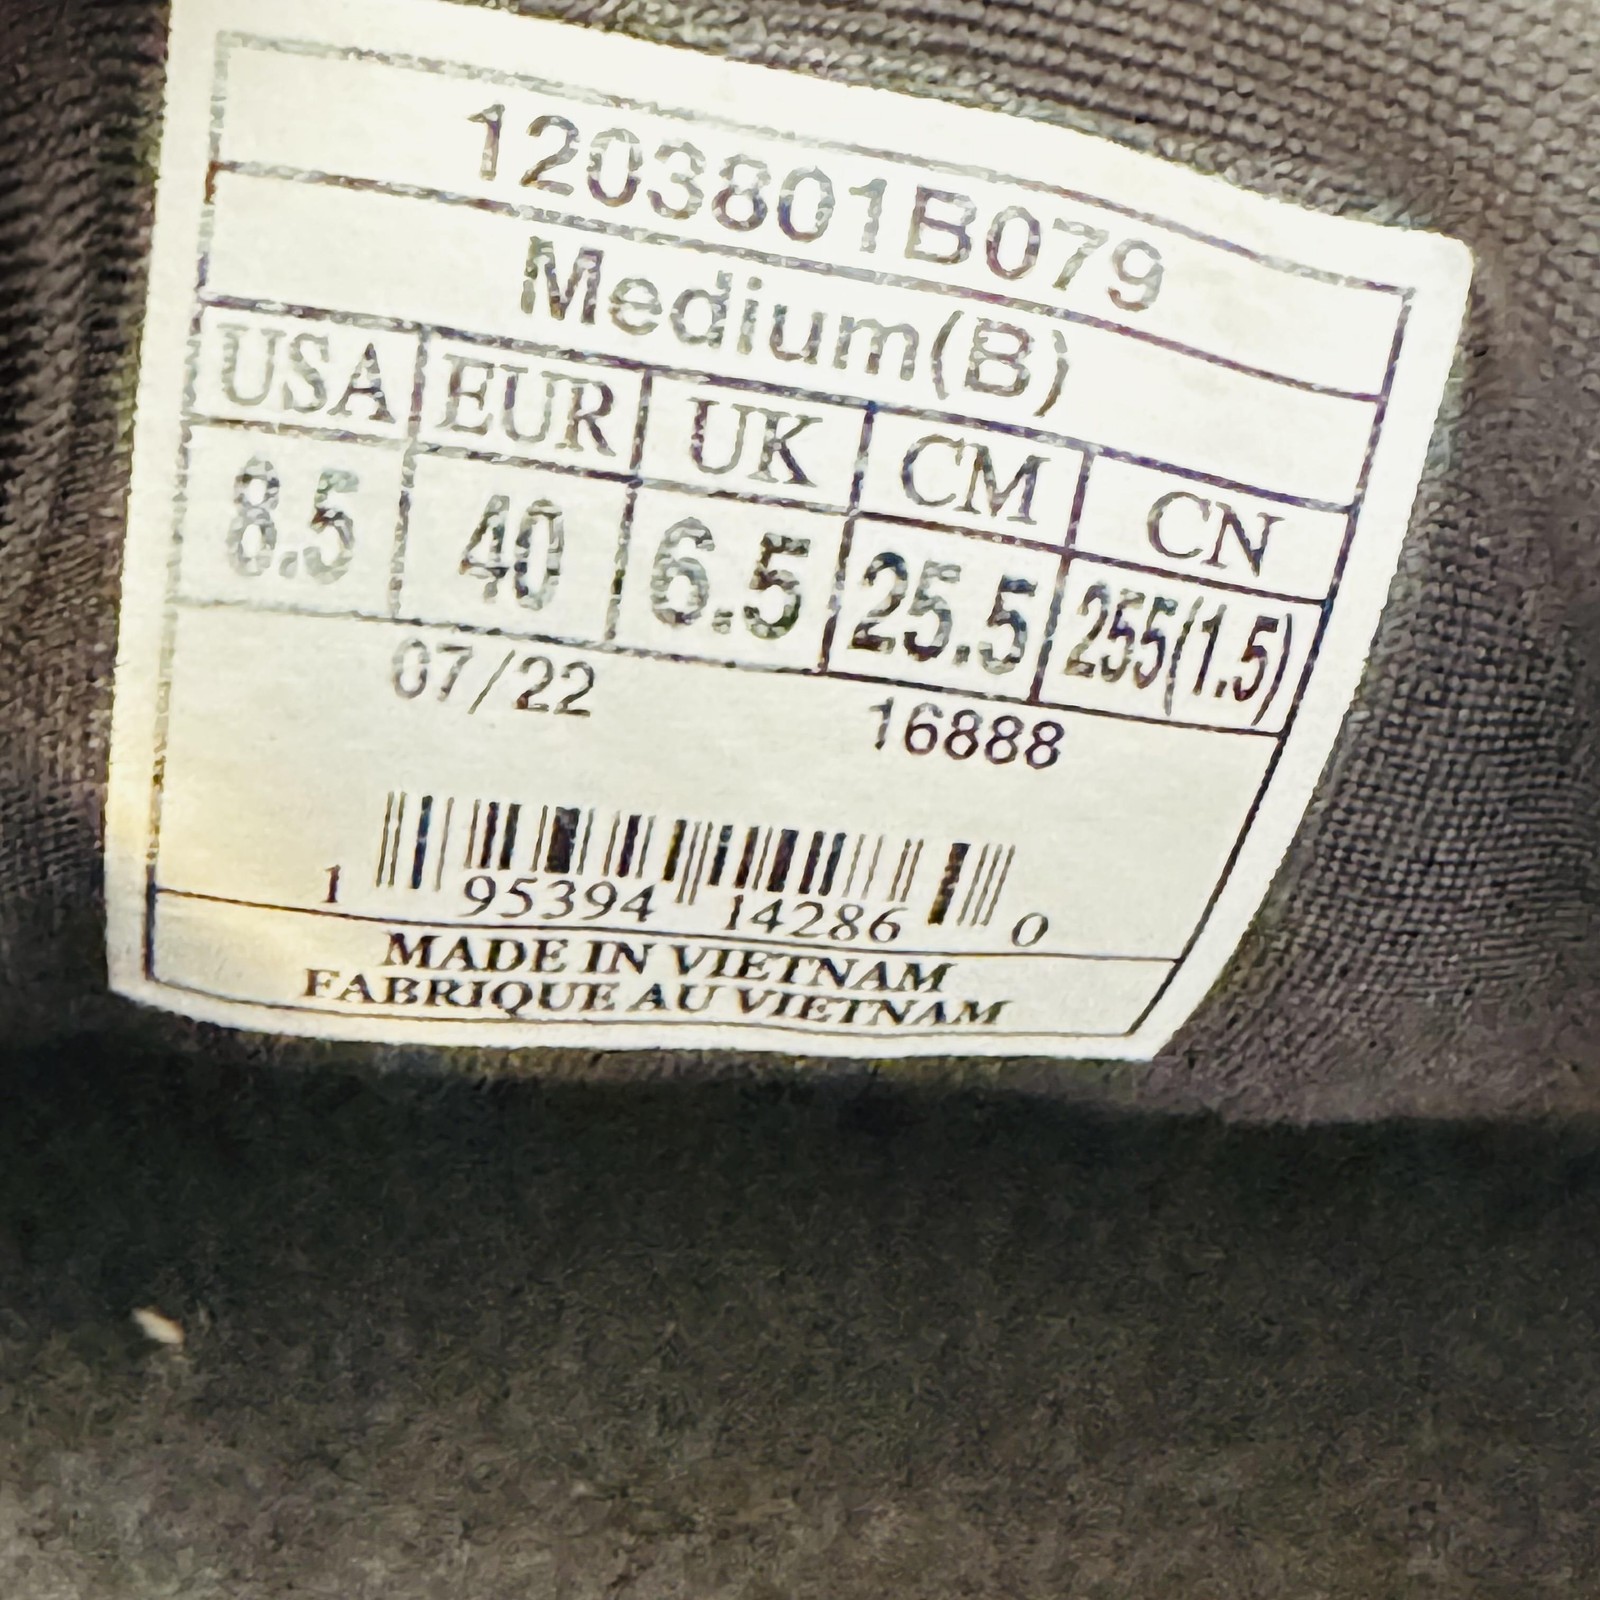 1203801B079
Medium(B)
USA EUR UK CM CN
8.5 40 6.5 25.5 255(1.5)
07/22 16888
1 95394 14286 0
MADE IN VIETNAM
FABRIQUE AU VIETNAM